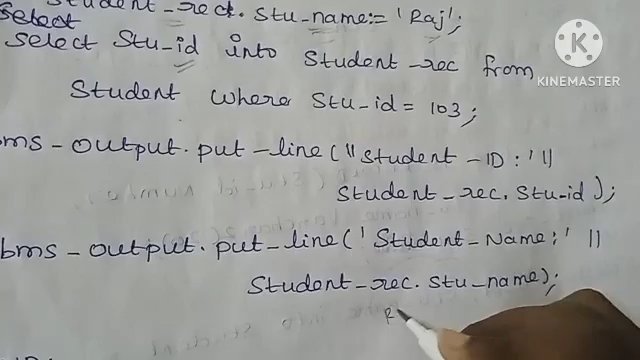 Student-rec. Stu-name:= 'Raj';
Select
Select Stu-id into Student-rec from
Student where Stu-id = 103;
bms-output.put-line("Student-ID:'||
Student-rec.Stu-id);
bms-output.put-line('Student-Name:' ||
Student-rec.Stu-name);
R
KINEMASTER